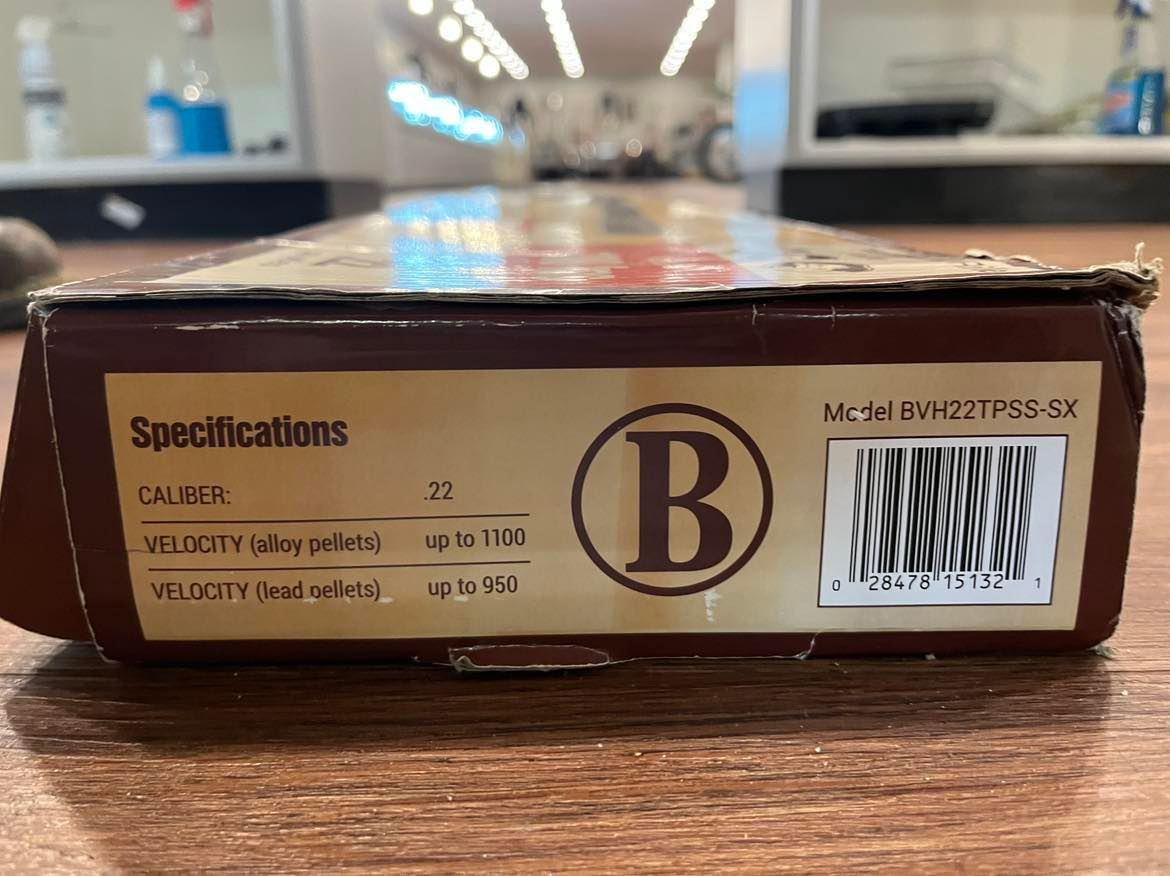 Specifications
CALIBER: .22
VELOCITY (alloy pellets) up to 1100
VELOCITY (lead pellets) up to 950
B
Model BVH22TPSS-SX
0 28478 15132 1